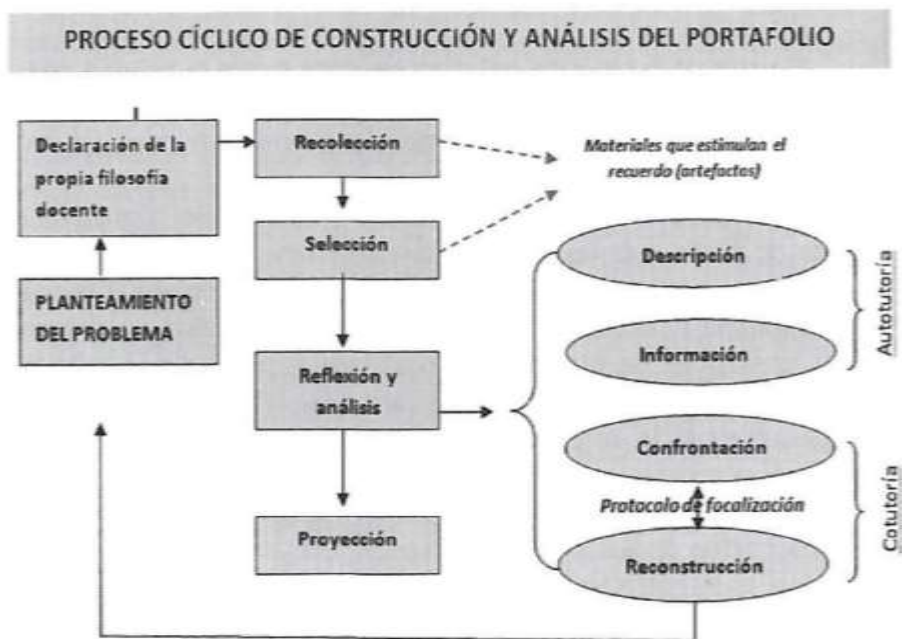 PROCESO CÍCLICO DE CONSTRUCCIÓN Y ANÁLISIS DEL PORTAFOLIO
Declaración de la
propia filosofía
docente
PLANTEAMIENTO
DEL PROBLEMA
Recolección
Selección
Reflexión y
análisis
Proyección
Materiales que estimulan el
recuerdo (artefactos)
Descripción
Información
Autotutoría
Confrontación
Protocolo de focalización
Reconstrucción
Cotutoría